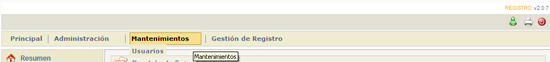 REGISTRO: v2.0.7
Principal | Administración | Mantenimientos | Gestión de Registro
Usuarios
Resumen
Mantenimientos